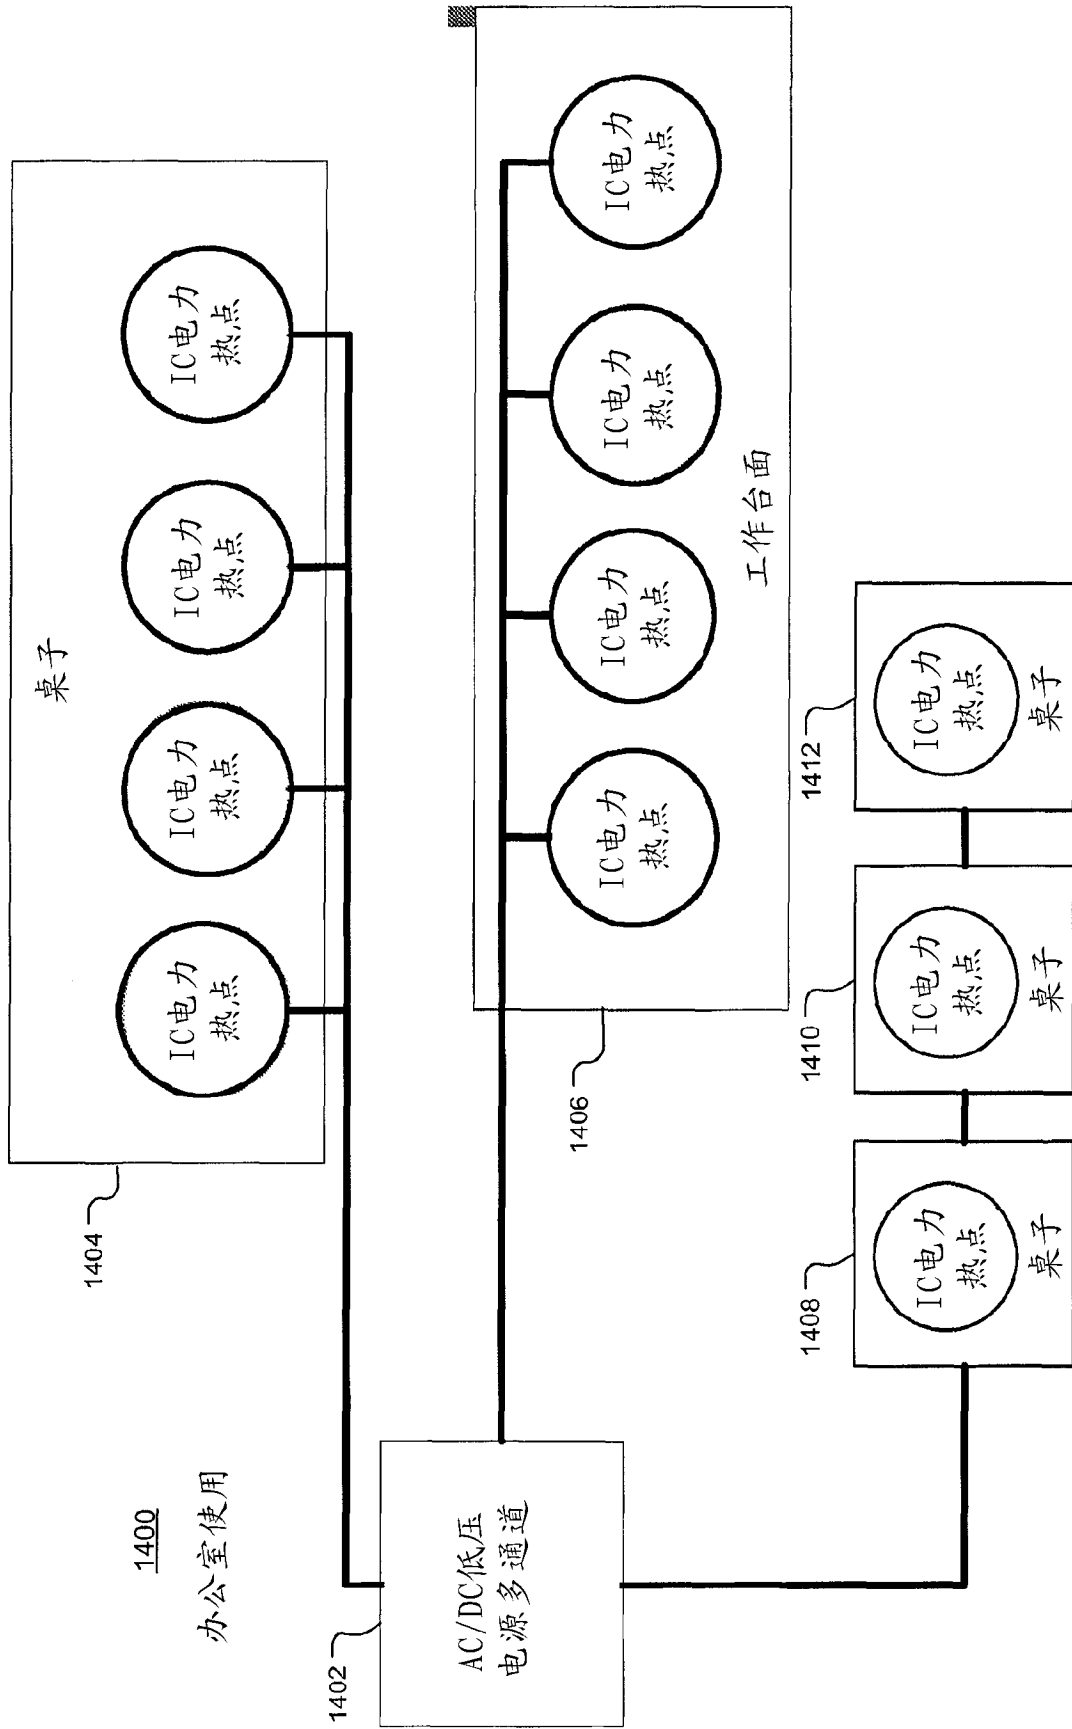 1400
办公室使用
1402
AC/DC低压
电源多通道
1404
桌子
IC电力
热点
IC电力
热点
IC电力
热点
IC电力
热点
1406
IC电力
热点
IC电力
热点
IC电力
热点
IC电力
热点
工作台面
1408
IC电力
热点
桌子
1410
IC电力
热点
桌子
1412
IC电力
热点
桌子